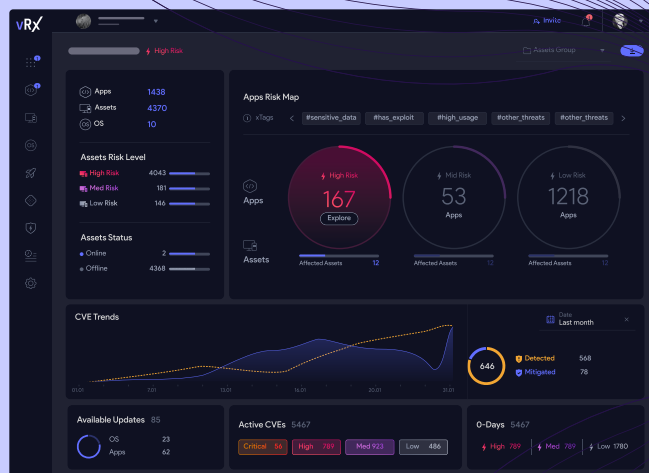 vRX
Invite
High Risk
Assets Group
Apps 1438
Assets 4370
OS 10
Assets Risk Level
High Risk 4043
Med Risk 181
Low Risk 146
Assets Status
Online 2
Offline 4368
Apps Risk Map
xTags < #sensitive_data #has_exploit #high_usage #other_threats #other_threats >
Apps
High Risk
167
Explore
Mid Risk
53
Apps
Low Risk
1218
Apps
Assets
Affected Assets 12
Affected Assets 12
Affected Assets 12
CVE Trends
Date
Last month ×
01.01 7.01 13.01 16.01 20.01 31.01
646
Detected 568
Mitigated 78
Available Updates 85
OS 23
Apps 62
Active CVEs 5467
Critical 56 High 789 Med 923 Low 486
0-Days 5467
High 789 Med 789 Low 1780